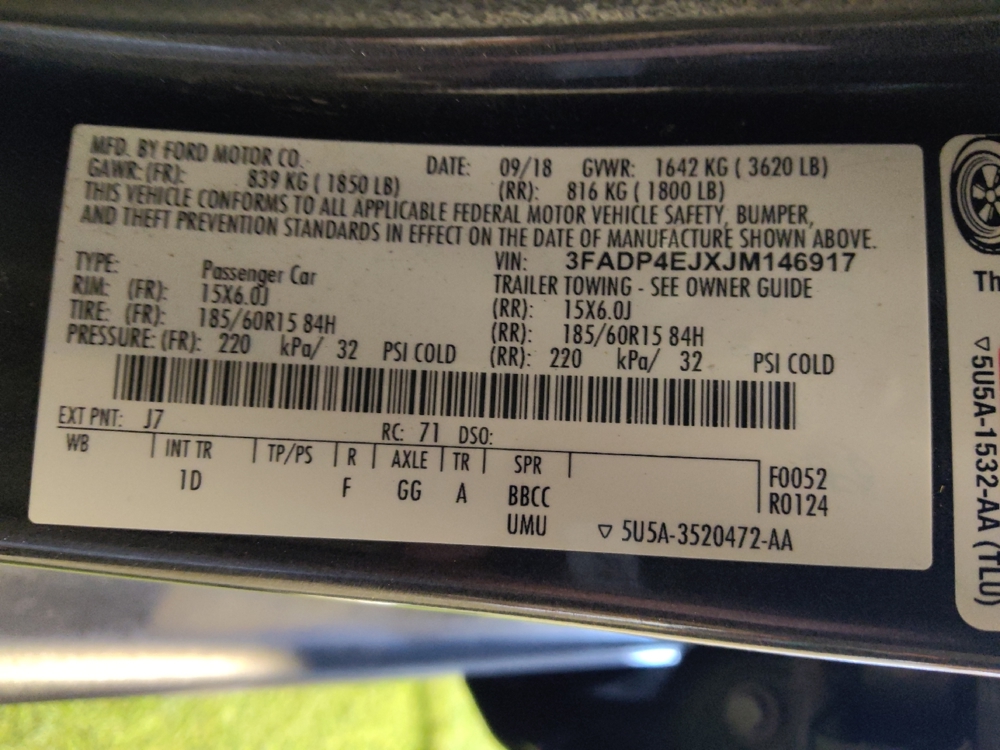 MFD. BY FORD MOTOR CO. DATE: 09/18 GVWR: 1642 KG ( 3620 LB)
GAWR: (FR): 839 KG ( 1850 LB) (RR): 816 KG ( 1800 LB)
THIS VEHICLE CONFORMS TO ALL APPLICABLE FEDERAL MOTOR VEHICLE SAFETY, BUMPER,
AND THEFT PREVENTION STANDARDS IN EFFECT ON THE DATE OF MANUFACTURE SHOWN ABOVE.
VIN: 3FADP4EJXJM146917
TYPE: Passenger Car TRAILER TOWING - SEE OWNER GUIDE
RIM: (FR): 15X6.0J (RR): 15X6.0J
TIRE: (FR): 185/60R15 84H (RR): 185/60R15 84H
PRESSURE: (FR): 220 kPa/ 32 PSI COLD (RR): 220 kPa/ 32 PSI COLD
EXT PNT: J7 RC: 71 DSO:
WB INT TR TP/PS R AXLE TR SPR F0052
1D F GG A BBCC R0124
UMU ▽ 5U5A-3520472-AA
Th
▽5U5A-1532-AA (TLU)